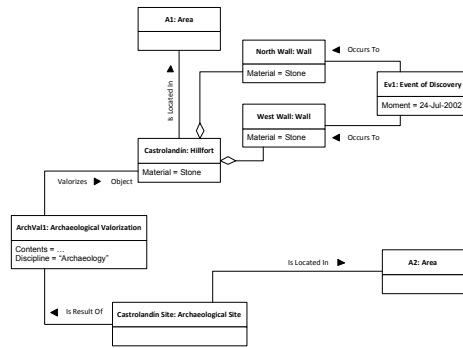 A1: Area
Is Located In
North Wall: Wall
Material = Stone
Occurs To
Ev1: Event of Discovery
Moment = 24-Jul-2002
West Wall: Wall
Material = Stone
Occurs To
Castrolandín: Hillfort
Material = Stone
Valorizes
Object
ArchVal1: Archaeological Valorization
Contents = …
Discipline = “Archaeology”
A2: Area
Is Located In
Is Result Of
Castrolandín Site: Archaeological Site